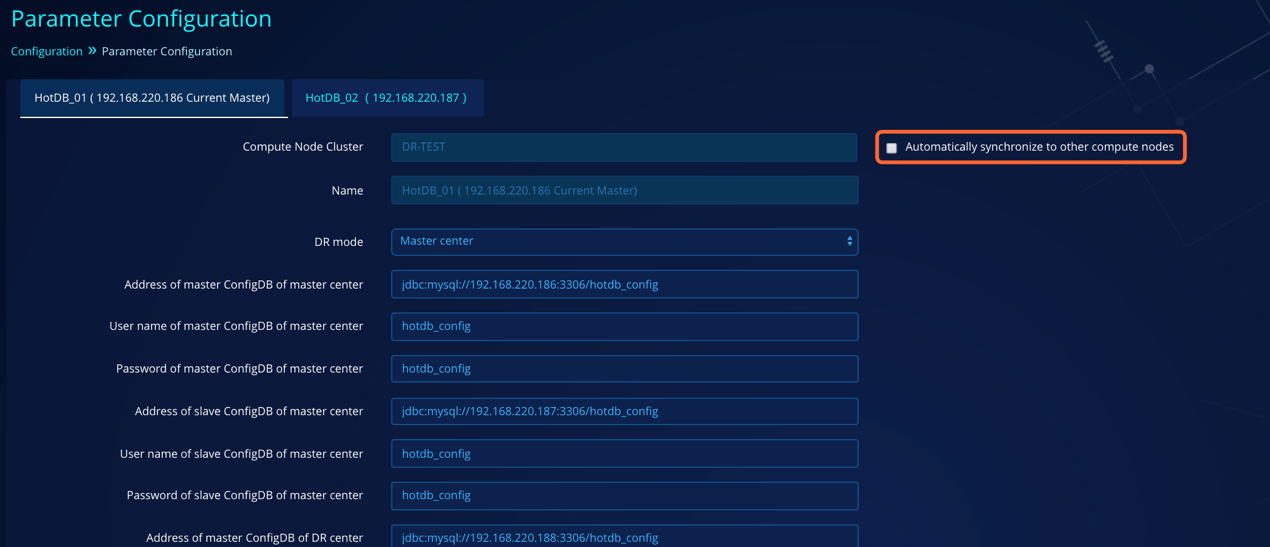 Parameter Configuration
Configuration » Parameter Configuration
HotDB_01 ( 192.168.220.186 Current Master) HotDB_02 ( 192.168.220.187 )
Compute Node Cluster DR-TEST Automatically synchronize to other compute nodes
Name HotDB_01 ( 192.168.220.186 Current Master)
DR mode Master center
Address of master ConfigDB of master center jdbc:mysql://192.168.220.186:3306/hotdb_config
User name of master ConfigDB of master center hotdb_config
Password of master ConfigDB of master center hotdb_config
Address of slave ConfigDB of master center jdbc:mysql://192.168.220.187:3306/hotdb_config
User name of slave ConfigDB of master center hotdb_config
Password of slave ConfigDB of master center hotdb_config
Address of master ConfigDB of DR center jdbc:mysql://192.168.220.188:3306/hotdb_config